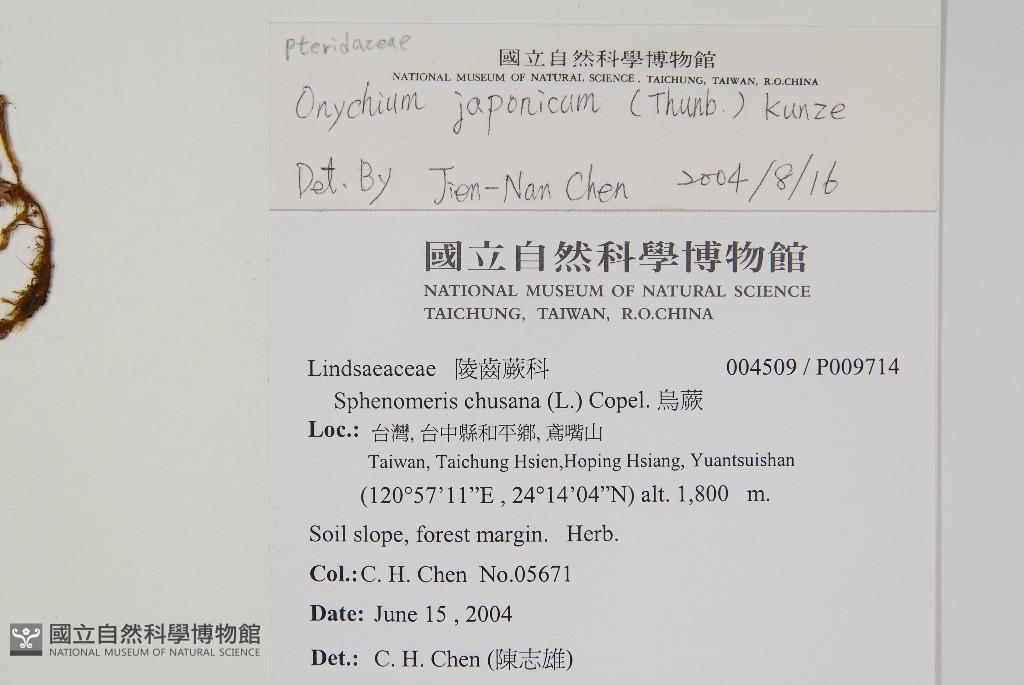 pteridaceae
國立自然科學博物館
NATIONAL MUSEUM OF NATURAL SCIENCE, TAICHUNG, TAIWAN, R.O.CHINA
Onychium japonicum (Thunb.) Kunze
Det. By Jien-Nan Chen 2004/8/16
國立自然科學博物館
NATIONAL MUSEUM OF NATURAL SCIENCE
TAICHUNG, TAIWAN, R.O.CHINA
Lindsaeaceae 陵齒蕨科 004509 / P009714
Sphenomeris chusana (L.) Copel. 烏蕨
Loc.: 台灣, 台中縣和平鄉, 鳶嘴山
Taiwan, Taichung Hsien,Hoping Hsiang, Yuantsuishan
(120°57’11”E , 24°14’04”N) alt. 1,800 m.
Soil slope, forest margin. Herb.
Col.: C. H. Chen No.05671
Date: June 15 , 2004
Det.: C. H. Chen (陳志雄)
國立自然科學博物館
NATIONAL MUSEUM OF NATURAL SCIENCE